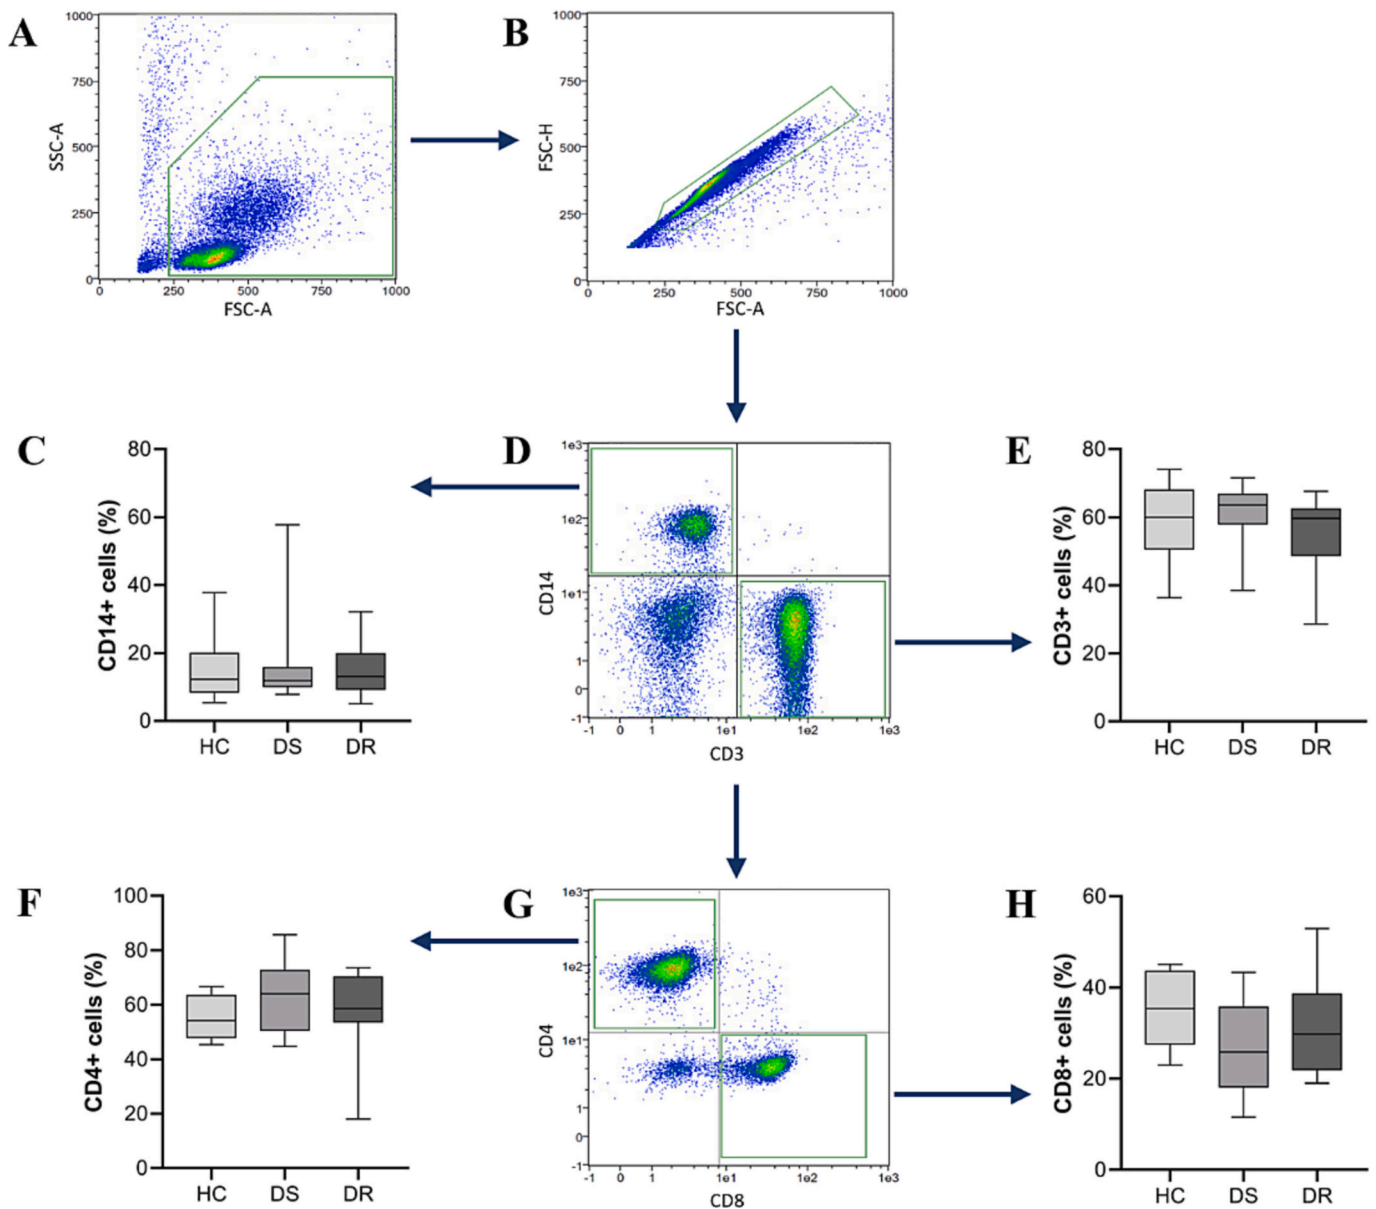 A
1000
750
500
250
0
SSC-A
0 250 500 750 1000
FSC-A
B
1000
750
500
250
0
FSC-H
0 250 500 750 1000
FSC-A
C
80
60
40
20
0
CD14+ cells (%)
HC DS DR
D
1e3
1e2
1e1
1
0
-1
CD14
-1 0 1 1e1 1e2 1e3
CD3
E
80
60
40
20
0
CD3+ cells (%)
HC DS DR
F
100
80
60
40
20
0
CD4+ cells (%)
HC DS DR
G
1e3
1e2
1e1
1
0
-1
CD4
-1 0 1 1e1 1e2 1e3
CD8
H
60
40
20
0
CD8+ cells (%)
HC DS DR